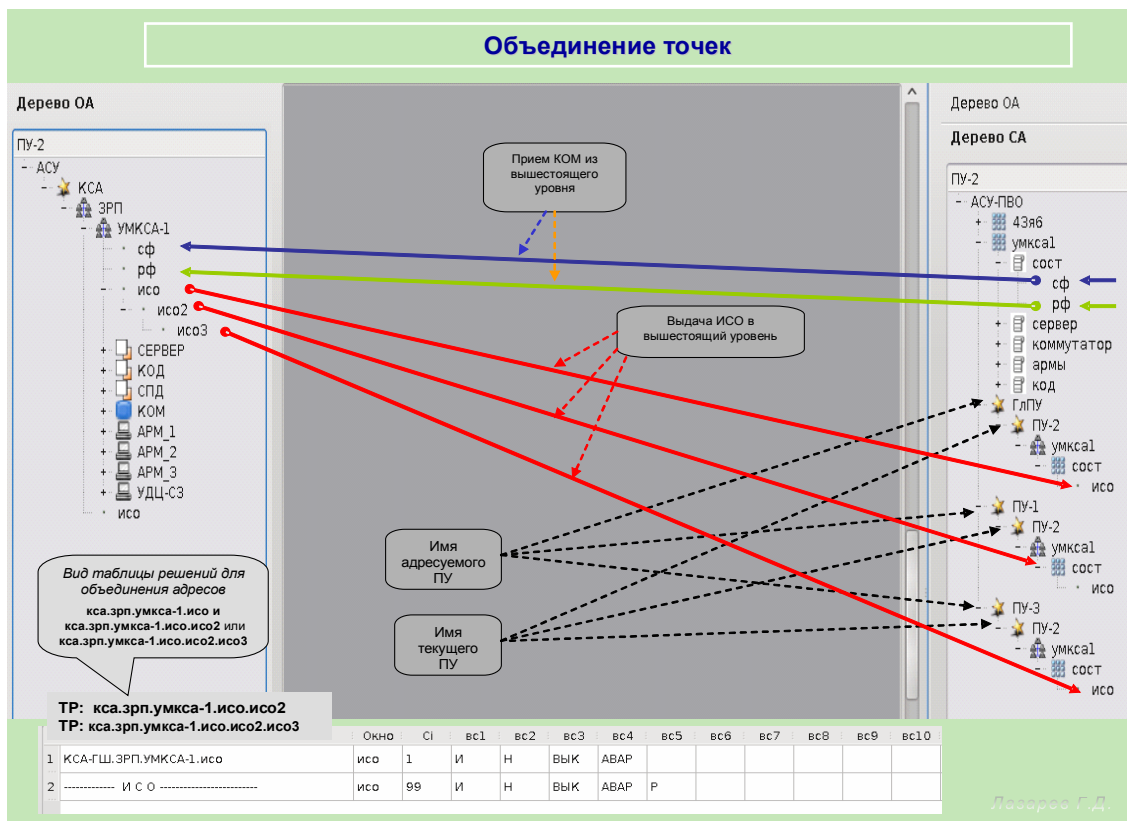 Объединение точек
Дерево ОА
ПУ-2
АСУ
КСА
ЗРП
УМКСА-1
сф
рф
исо
исо2
исо3
СЕРВЕР
КОД
СПД
КОМ
АРМ_1
АРМ_2
АРМ_3
УДЦ-СЗ
исо
Прием КОМ из
вышестоящего
уровня
Выдача ИСО в
вышестоящий уровень
Имя
адресуемого
ПУ
Имя
текущего
ПУ
Дерево ОА
Дерево СА
ПУ-2
АСУ-ПВО
43я6
умкса1
сост
сф
рф
сервер
коммутатор
армы
код
ГлПУ
ПУ-2
умкса1
сост
исо
ПУ-1
ПУ-2
умкса1
сост
исо
ПУ-3
ПУ-2
умкса1
сост
исо
Вид таблицы решений для
объединения адресов
кса.зрп.умкса-1.исо и
кса.зрп.умкса-1.исо.исо2 или
кса.зрп.умкса-1.исо.исо2.исо3
ТР: кса.зрп.умкса-1.исо.исо2
ТР: кса.зрп.умкса-1.исо.исо2.исо3
Окно Ci вс1 вс2 вс3 вс4 вс5 вс6 вс7 вс8 вс9 вс10
1 КСА-ГШ.ЗРП.УМКСА-1.исо исо 1 И Н ВЫК АВАР
2 ------------- И С О ------------------------ исо 99 И Н ВЫК АВАР Р
Лазарев Г.Д.